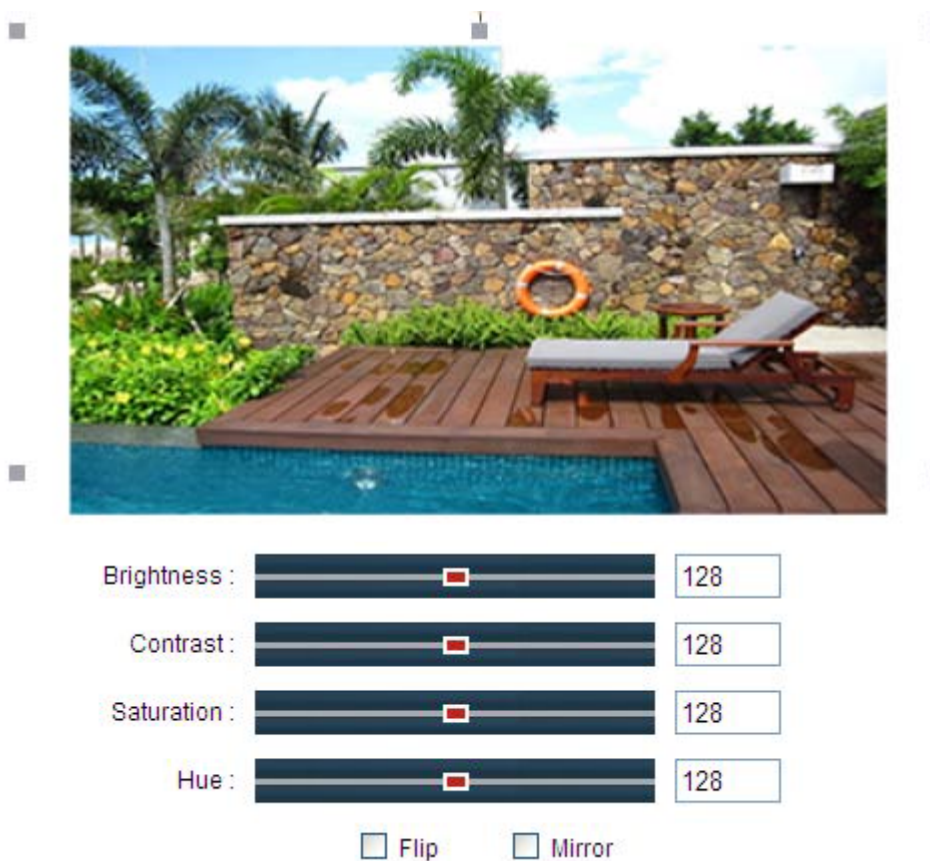 Brightness : 128
Contrast : 128
Saturation : 128
Hue : 128
Flip Mirror